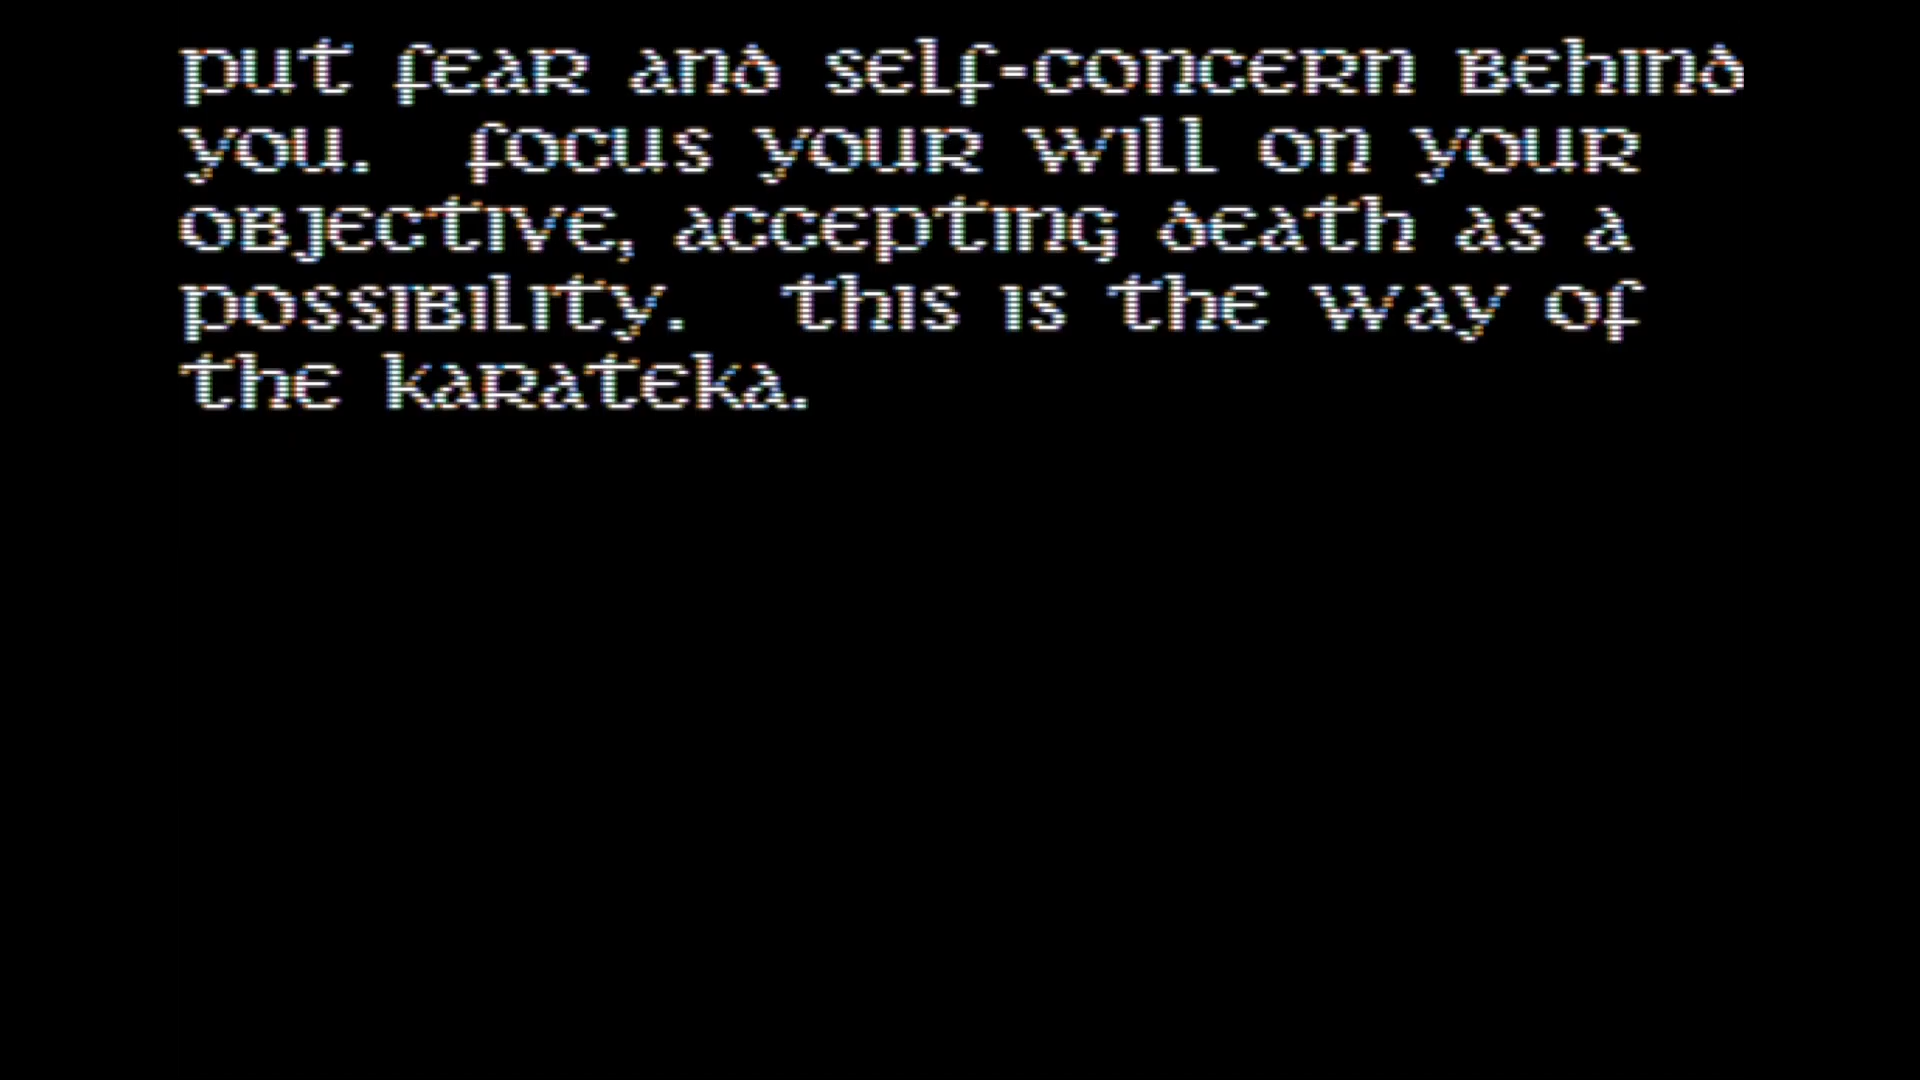 put fear and self-concern behind
you.  focus your will on your
objective, accepting death as a
possibility.  this is the way of
the karateka.